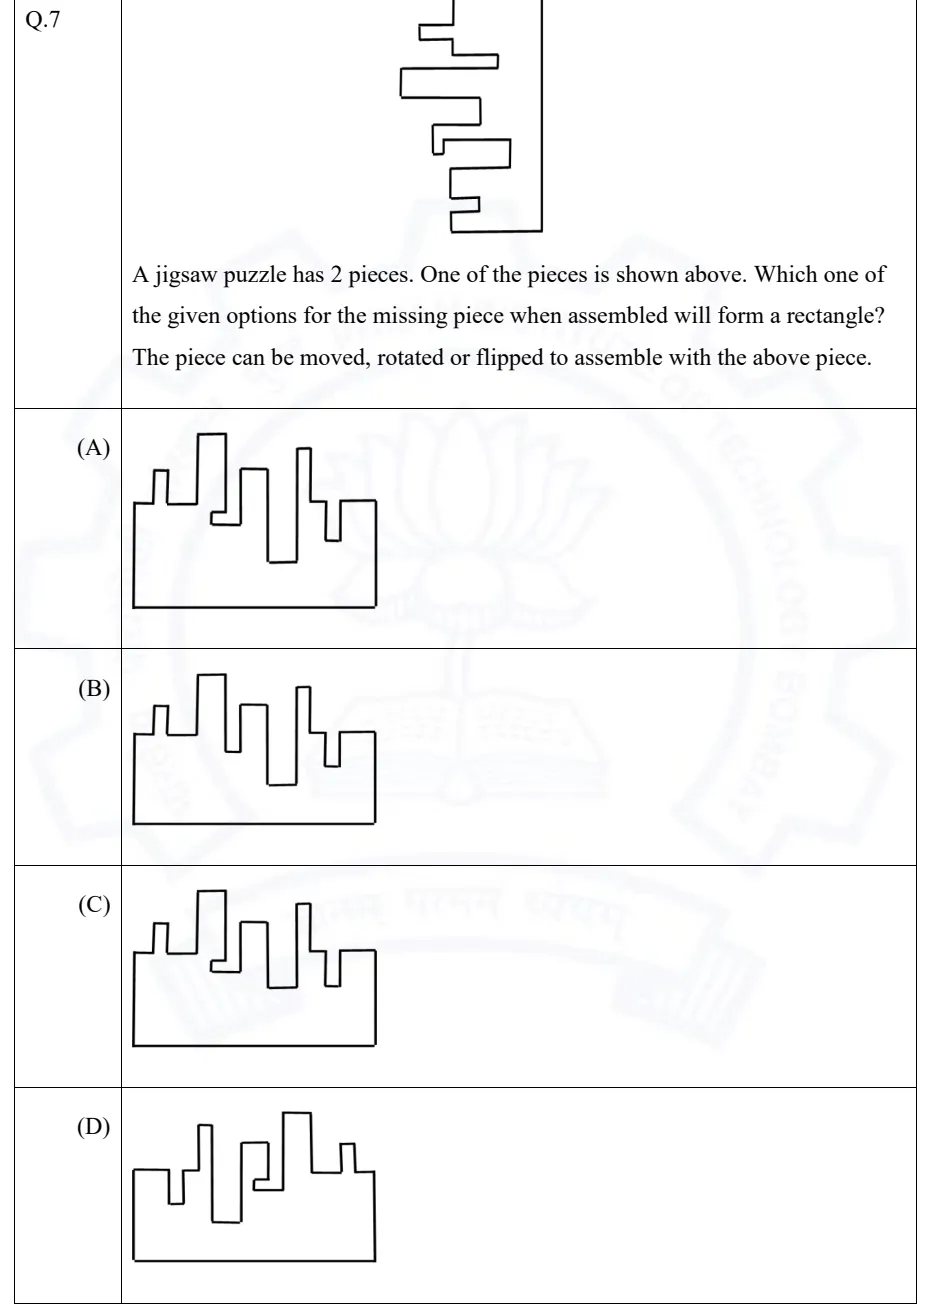 Q.7
A jigsaw puzzle has 2 pieces. One of the pieces is shown above. Which one of
the given options for the missing piece when assembled will form a rectangle?
The piece can be moved, rotated or flipped to assemble with the above piece.
(A)
(B)
(C)
(D)